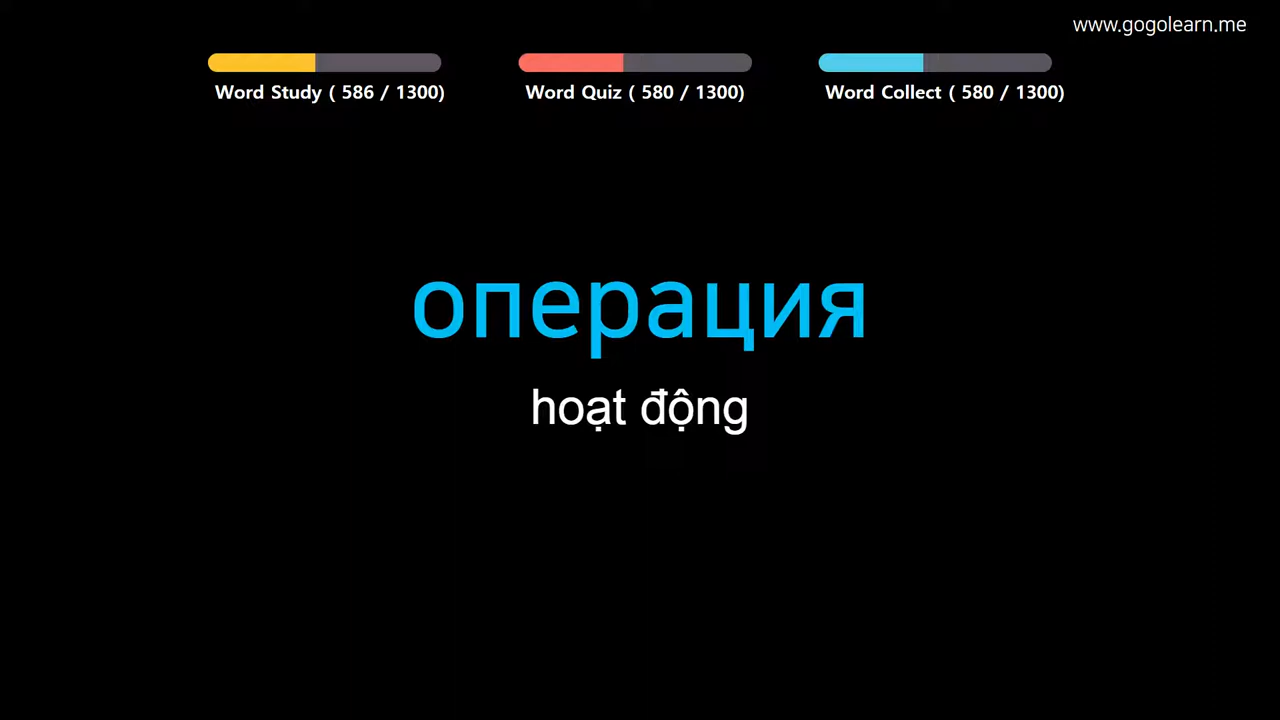 www.gogolearn.me
Word Study ( 586 / 1300)
Word Quiz ( 580 / 1300)
Word Collect ( 580 / 1300)
операция
hoạt động